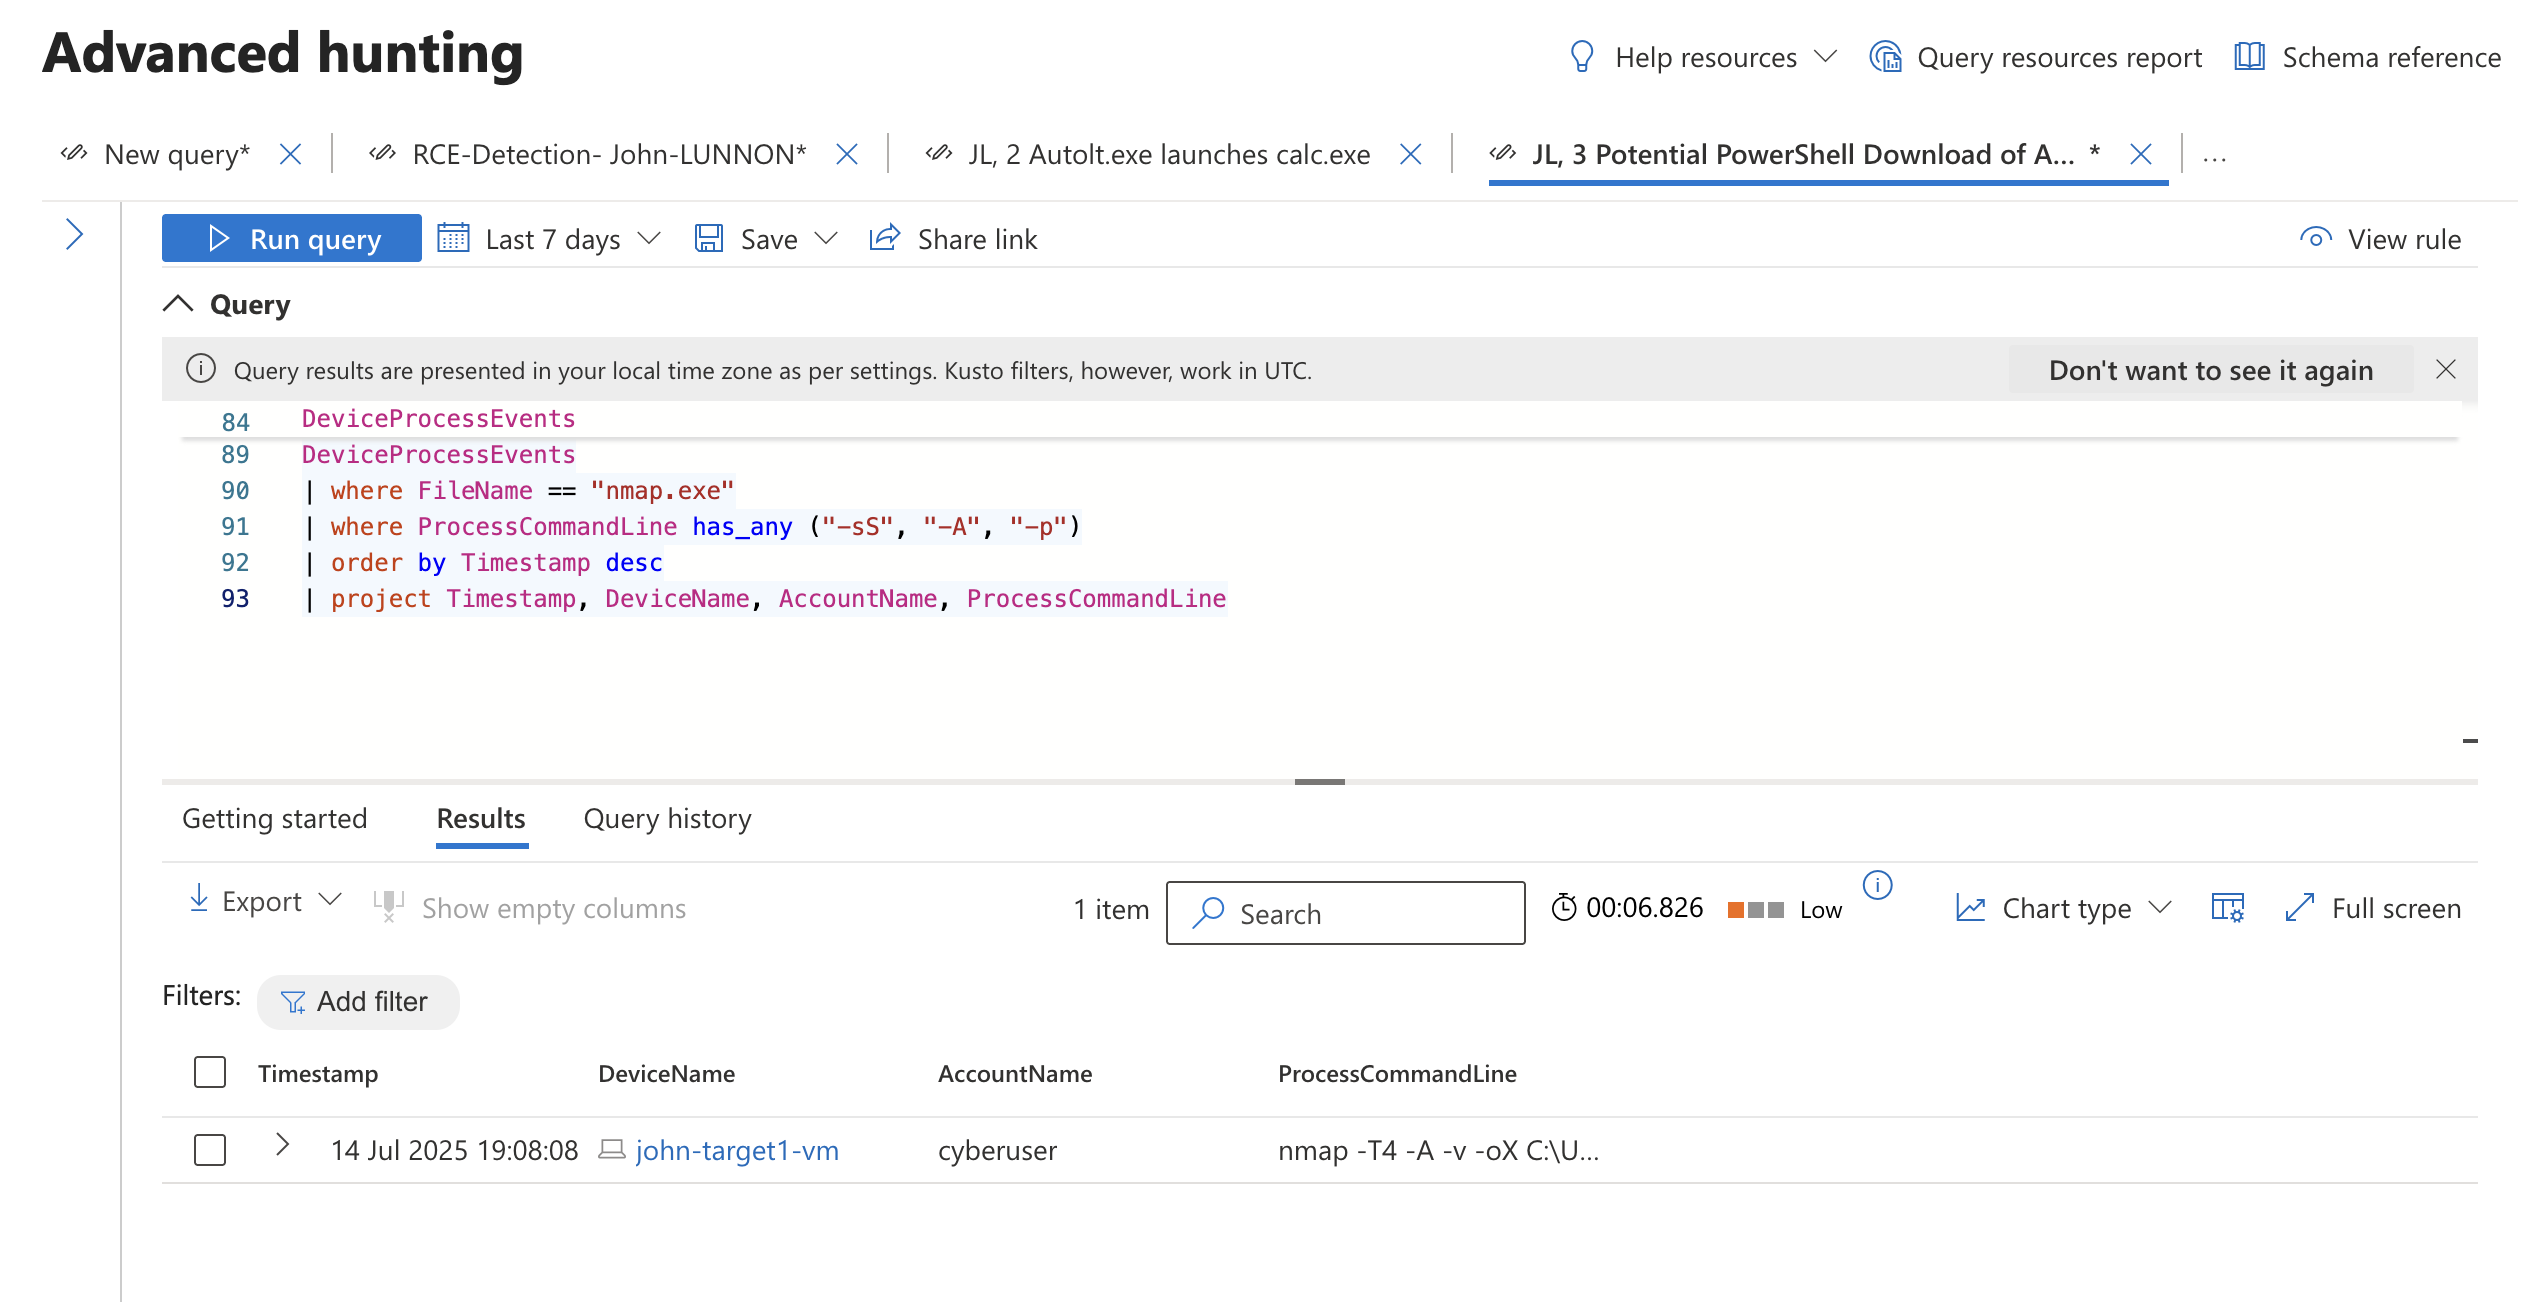 Advanced hunting
Help resources
Query resources report
Schema reference
New query*
RCE-Detection- John-LUNNON*
JL, 2 AutoIt.exe launches calc.exe
JL, 3 Potential PowerShell Download of A... *
...
Run query
Last 7 days
Save
Share link
View rule
Query
Query results are presented in your local time zone as per settings. Kusto filters, however, work in UTC.
Don't want to see it again
84 DeviceProcessEvents
89 DeviceProcessEvents
90 | where FileName == "nmap.exe"
91 | where ProcessCommandLine has_any ("-sS", "-A", "-p")
92 | order by Timestamp desc
93 | project Timestamp, DeviceName, AccountName, ProcessCommandLine
Getting started
Results
Query history
Export
Show empty columns
1 item
Search
00:06.826
Low
Chart type
Full screen
Filters:
Add filter
Timestamp DeviceName AccountName ProcessCommandLine
14 Jul 2025 19:08:08 john-target1-vm cyberuser nmap -T4 -A -v -oX C:\U...